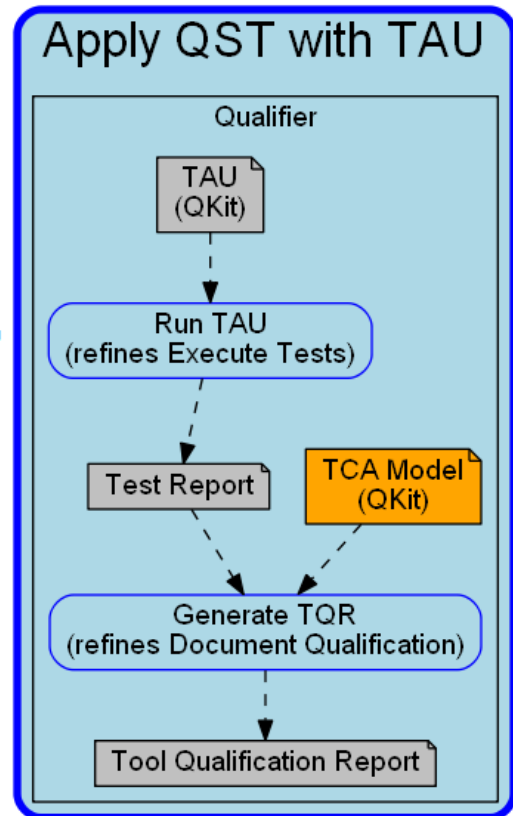 Apply QST with TAU
Qualifier
TAU
(QKit)
Run TAU
(refines Execute Tests)
Test Report
TCA Model
(QKit)
Generate TQR
(refines Document Qualification)
Tool Qualification Report